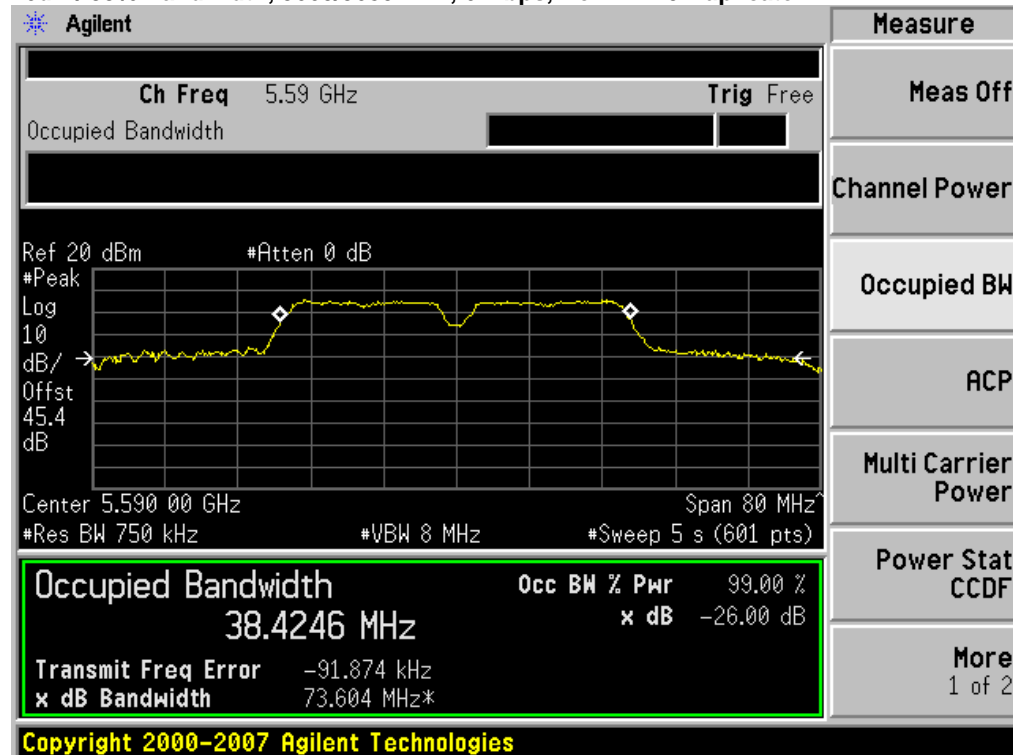 Agilent
Measure
Ch Freq 5.59 GHz Trig Free
Occupied Bandwidth
Meas Off
Channel Power
Occupied BW
ACP
Multi Carrier
Power
Power Stat
CCDF
More
1 of 2
Ref 20 dBm #Atten 0 dB
#Peak
Log
10
dB/
Offst
45.4
dB
Center 5.590 00 GHz Span 80 MHz^
#Res BW 750 kHz #VBW 8 MHz #Sweep 5 s (601 pts)
Occupied Bandwidth
38.4246 MHz
Occ BW % Pwr 99.00 %
x dB -26.00 dB
Transmit Freq Error -91.874 kHz
x dB Bandwidth 73.604 MHz*
Copyright 2000-2007 Agilent Technologies